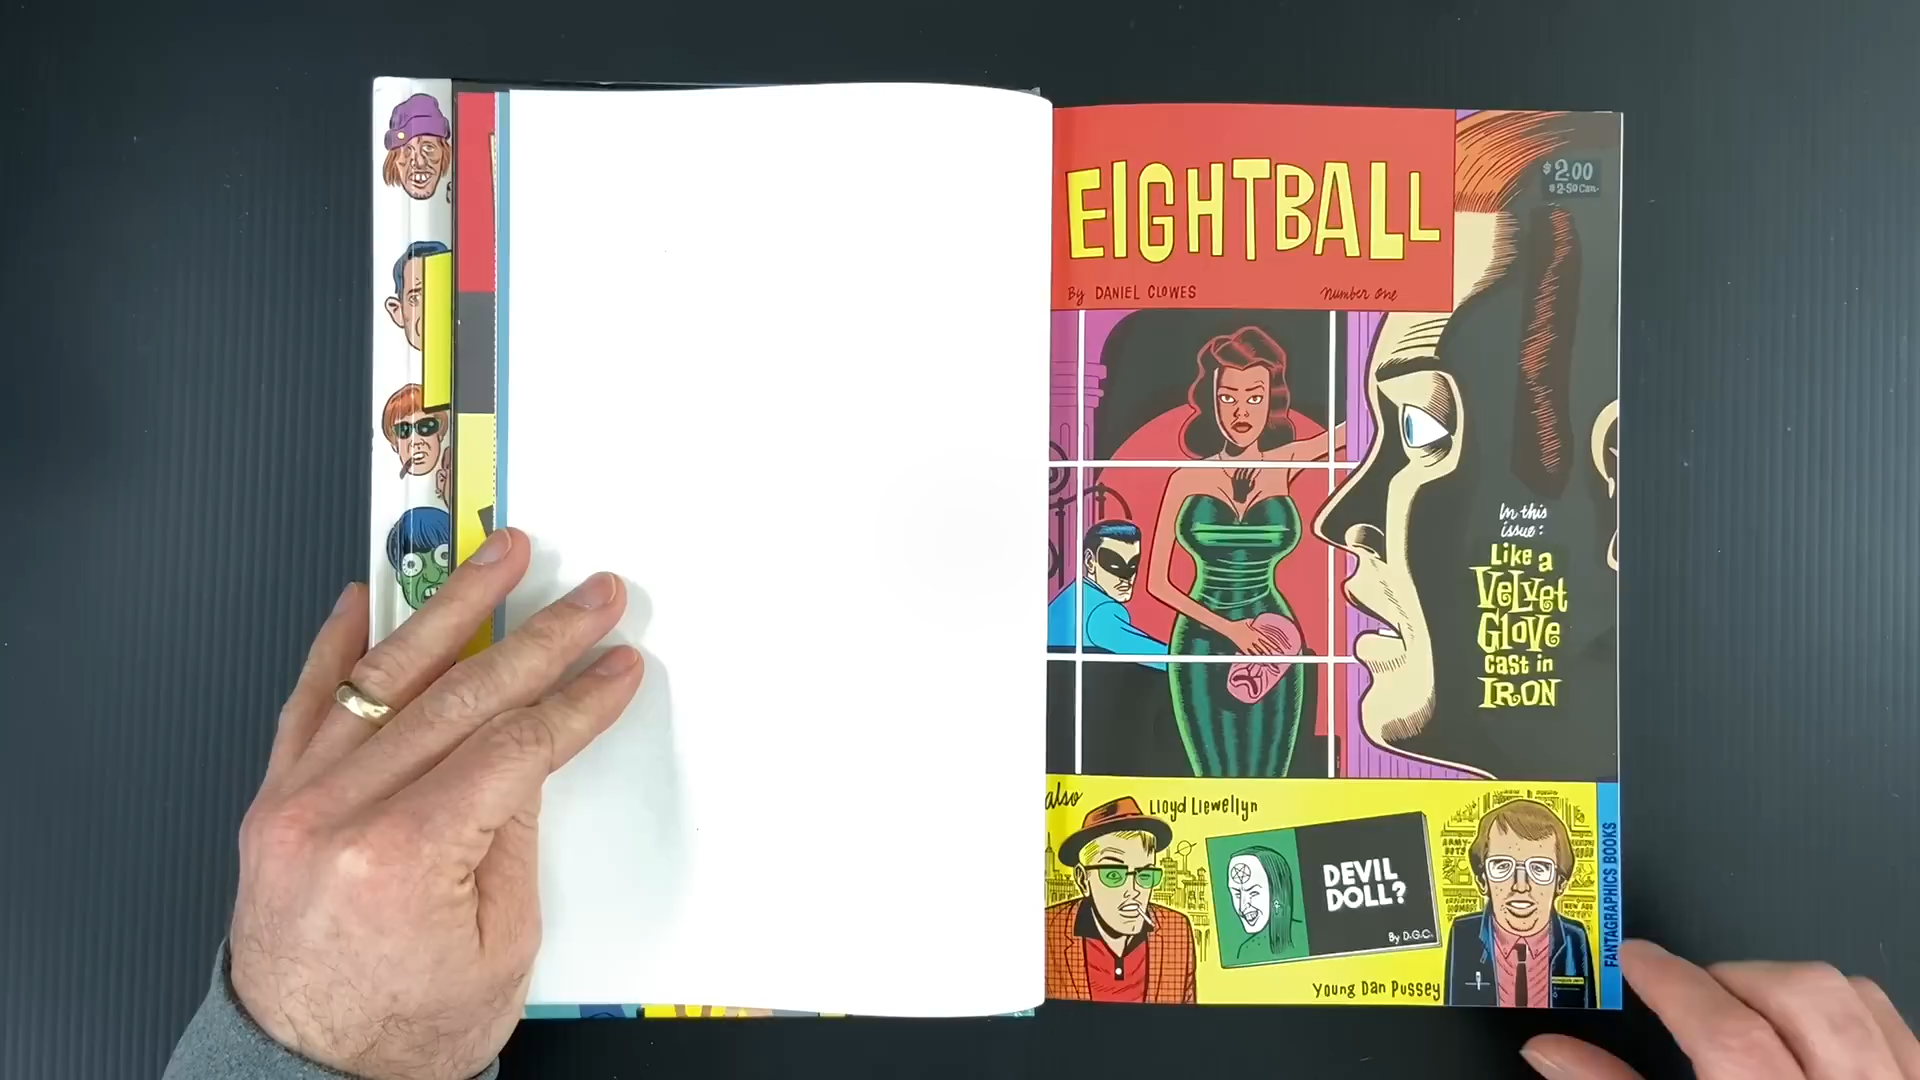 EIGHTBALL
By DANIEL CLOWES
Number one
$2.00
$2.50 Can.
In this
issue:
Like a
Velvet
Glove
cast in
IRON
also
Lloyd Llewellyn
DEVIL
DOLL?
By D.G.C.
Young Dan Pussey
FANTAGRAPHICS BOOKS